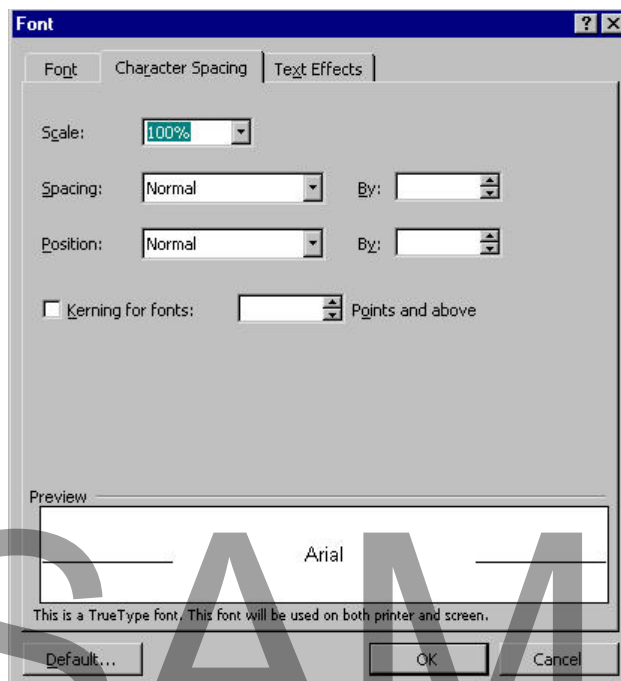 Font
Font Character Spacing Text Effects
Scale: 100%
Spacing: Normal By:
Position: Normal By:
Kerning for fonts: Points and above
Preview
Arial
This is a TrueType font. This font will be used on both printer and screen.
Default... OK Cancel
SAM